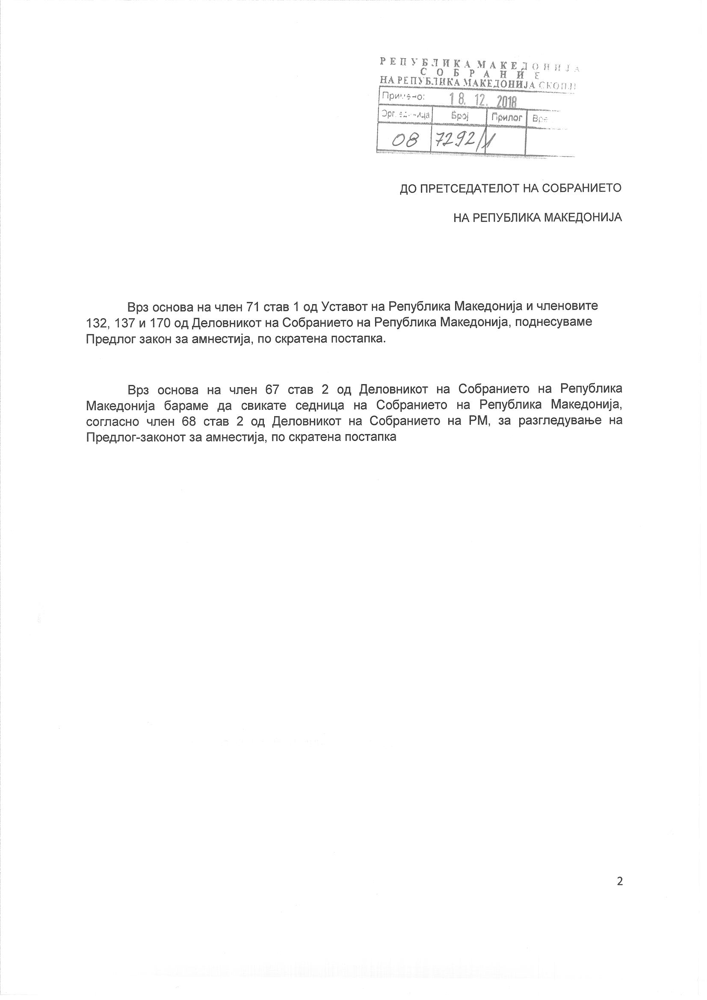 РЕПУБЛИКА МАКЕДОНИЈА
СОБРАНИЕ
НА РЕПУБЛИКА МАКЕДОНИЈА СКОПЈЕ
Примено: 18. 12. 2018
Орг. единица Број Прилог
08 7292/1
ДО ПРЕТСЕДАТЕЛОТ НА СОБРАНИЕТО
НА РЕПУБЛИКА МАКЕДОНИЈА
Врз основа на член 71 став 1 од Уставот на Република Македонија и членовите
132, 137 и 170 од Деловникот на Собранието на Република Македонија, поднесуваме
Предлог закон за амнестија, по скратена постапка.
Врз основа на член 67 став 2 од Деловникот на Собранието на Република
Македонија бараме да свикате седница на Собранието на Република Македонија,
согласно член 68 став 2 од Деловникот на Собранието на РМ, за разгледување на
Предлог-законот за амнестија, по скратена постапка
2